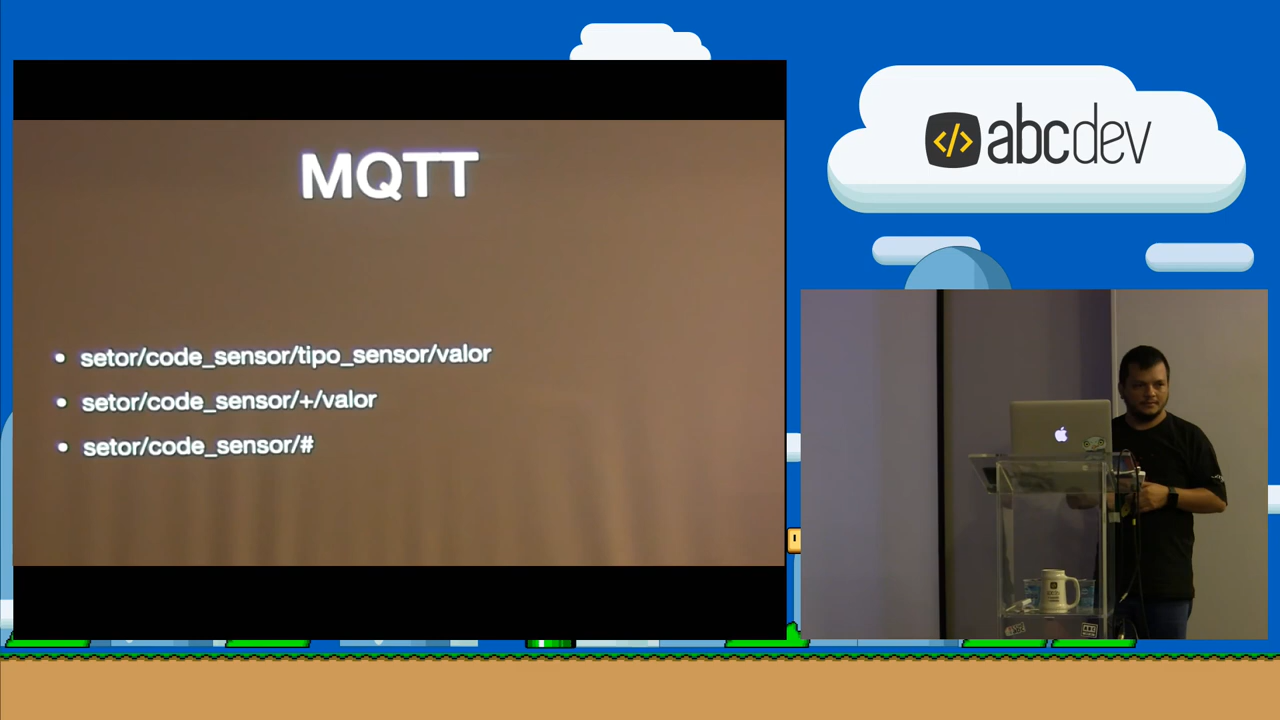 MQTT
setor/code_sensor/tipo_sensor/valor
setor/code_sensor/+/valor
setor/code_sensor/#
</> abcdev